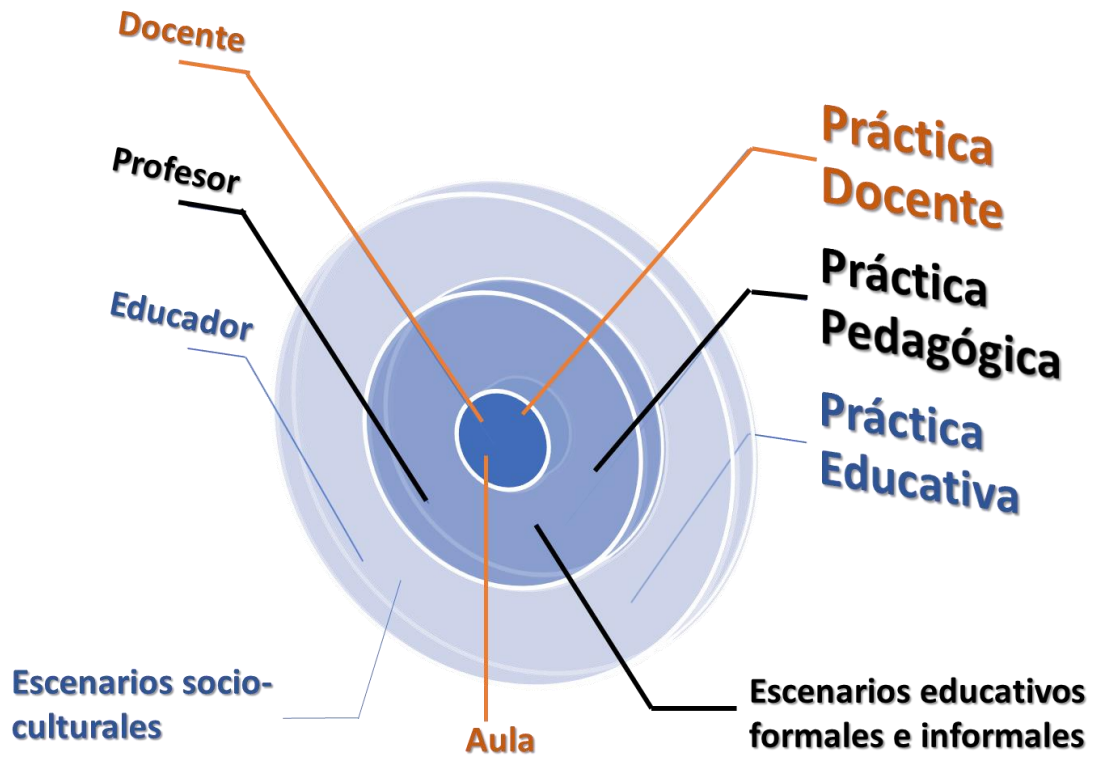 Docente
Profesor
Educador
Práctica
Docente
Práctica
Pedagógica
Práctica
Educativa
Escenarios socio-
culturales
Aula
Escenarios educativos
formales e informales